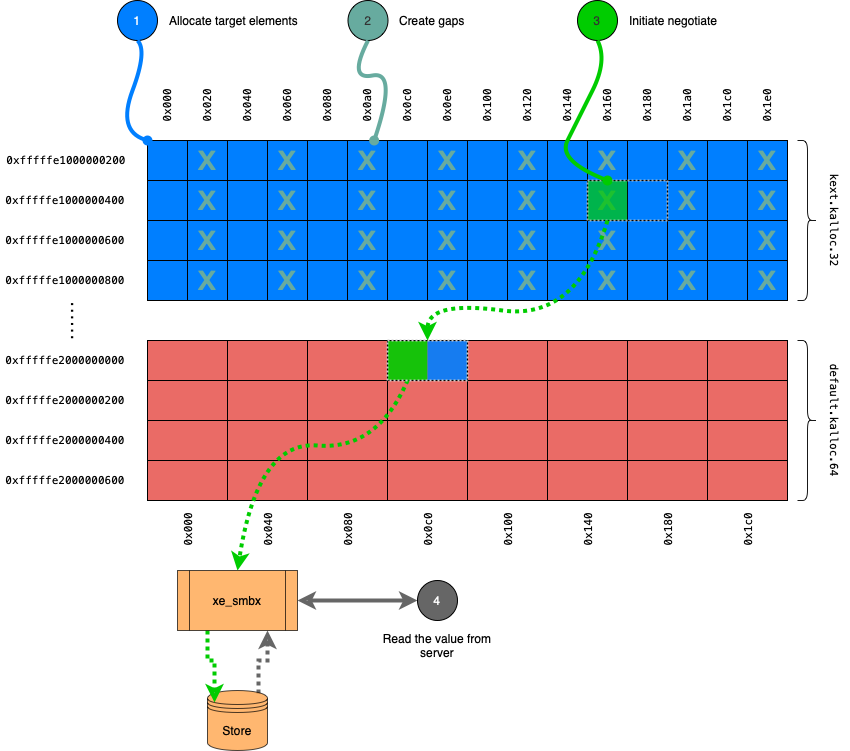 1 Allocate target elements
2 Create gaps
3 Initiate negotiate
0x000 0x020 0x040 0x060 0x080 0x0a0 0x0c0 0x0e0 0x100 0x120 0x140 0x160 0x180 0x1a0 0x1c0 0x1e0
0xfffffe1000000200 X X X X X X X X
0xfffffe1000000400 X X X X X X X X
0xfffffe1000000600 X X X X X X X X
0xfffffe1000000800 X X X X X X X X
kext.kalloc.32
0xfffffe2000000000
0xfffffe2000000200
0xfffffe2000000400
0xfffffe2000000600
default.kalloc.64
0x000 0x040 0x080 0x0c0 0x100 0x140 0x180 0x1c0
xe_smbx
4
Read the value from
server
Store